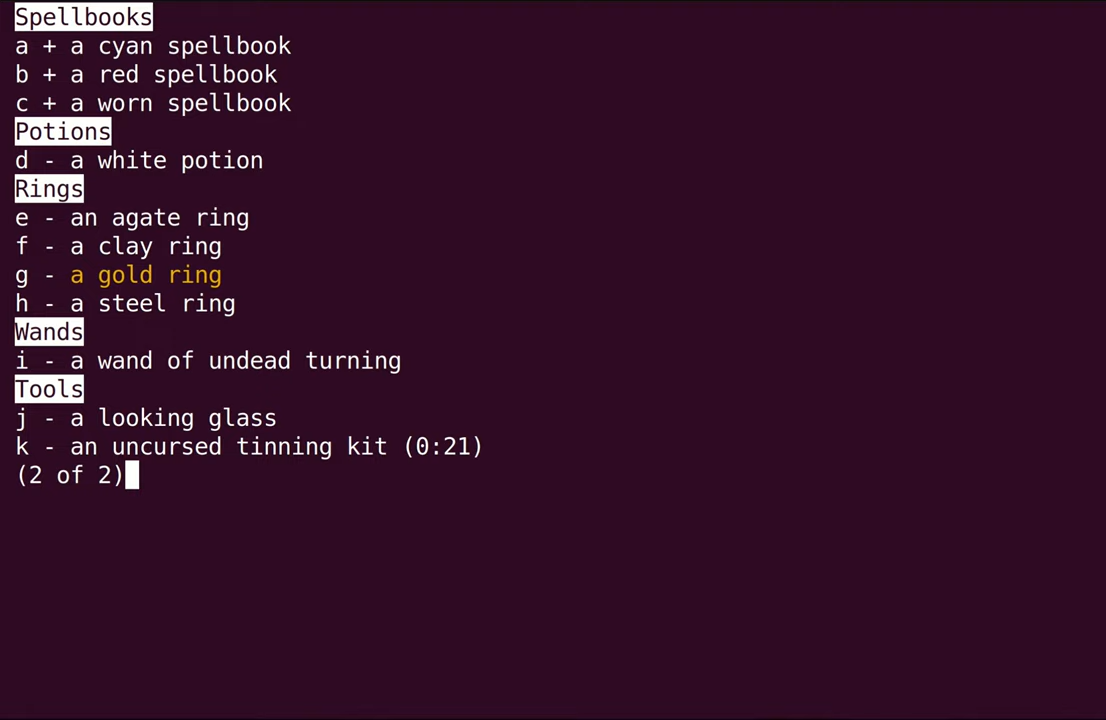 Spellbooks
a + a cyan spellbook
b + a red spellbook
c + a worn spellbook
Potions
d - a white potion
Rings
e - an agate ring
f - a clay ring
g - a gold ring
h - a steel ring
Wands
i - a wand of undead turning
Tools
j - a looking glass
k - an uncursed tinning kit (0:21)
(2 of 2)